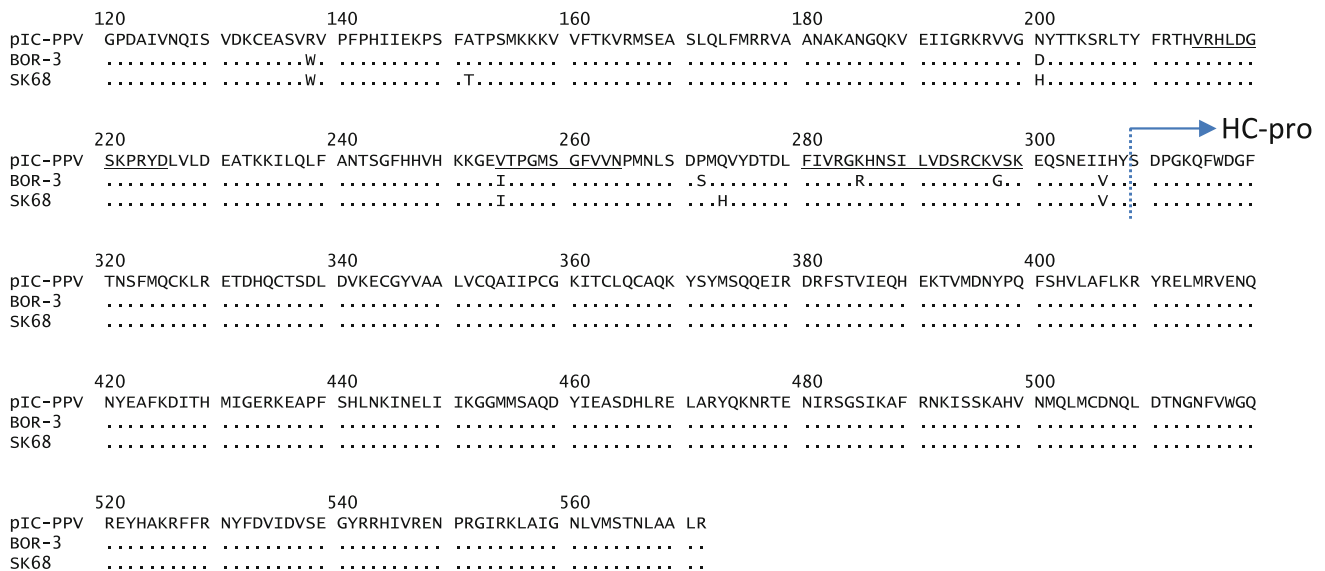 120 140 160 180 200
pIC-PPV GPDAIVNQIS VDKCEASVRV PFPHIIEKPS FATPSMKKKV VFTKVRMSEA SLQLFMRRVA ANAKANGQKV EIIGRKRVVG NYTTKSRLTY FRTHVRHLDG
BOR-3 .......... ........W. .......... .......... .......... .......... .......... .......... D......... ..........
SK68 .......... ........W. .......... .T........ .......... .......... .......... .......... H......... ..........
220 240 260 280 300 HC-pro
pIC-PPV SKPRYDLVLD EATKKILQLF ANTSGFHHVH KKGEVTPGMS GFVVNPMNLS DPMQVYDTDL FIVRGKHNSI LVDSRCKVSK EQSNEIIHYS DPGKQFWDGF
BOR-3 .......... .......... .......... ....I..... .......... .S........ .....R.... .......G.. ......V... ..........
SK68 .......... .......... .......... ....I..... .......... ...H...... .......... .......... ......V... ..........
320 340 360 380 400
pIC-PPV TNSFMQCKLR ETDHQCTSDL DVKECGYVAA LVCQAIIPCG KITCLQCAQK YSYMSQQEIR DRFSTVIEQH EKTVMDNYPQ FSHVLAFLKR YRELMRVENQ
BOR-3 .......... .......... .......... .......... .......... .......... .......... .......... .......... ..........
SK68 .......... .......... .......... .......... .......... .......... .......... .......... .......... ..........
420 440 460 480 500
pIC-PPV NYEAFKDITH MIGERKEAPF SHLNKINELI IKGGMMSAQD YIEASDHLRE LARYQKNRTE NIRSGSIKAF RNKISSKAHV NMQLMCDNQL DTNGNFVWGQ
BOR-3 .......... .......... .......... .......... .......... .......... .......... .......... .......... ..........
SK68 .......... .......... .......... .......... .......... .......... .......... .......... .......... ..........
520 540 560
pIC-PPV REYHAKRFFR NYFDVIDVSE GYRRHIVREN PRGIRKLAIG NLVMSTNLAA LR
BOR-3 .......... .......... .......... .......... .......... ..
SK68 .......... .......... .......... .......... .......... ..